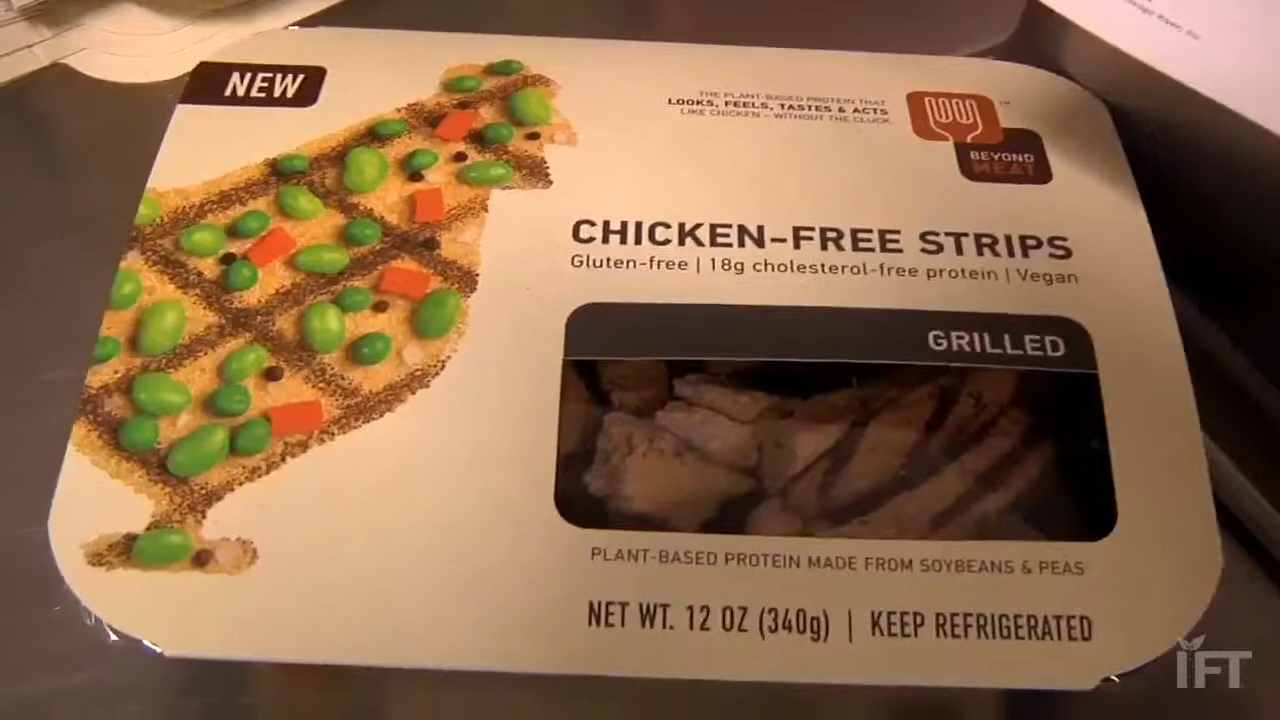 NEW
THE PLANT-BASED PROTEIN THAT
LOOKS, FEELS, TASTES & ACTS
LIKE CHICKEN - WITHOUT THE CLUCK.
™
BEYOND
MEAT
CHICKEN-FREE STRIPS
Gluten-free | 18g cholesterol-free protein | Vegan
GRILLED
PLANT-BASED PROTEIN MADE FROM SOYBEANS & PEAS
NET WT. 12 OZ (340g) | KEEP REFRIGERATED
IFT